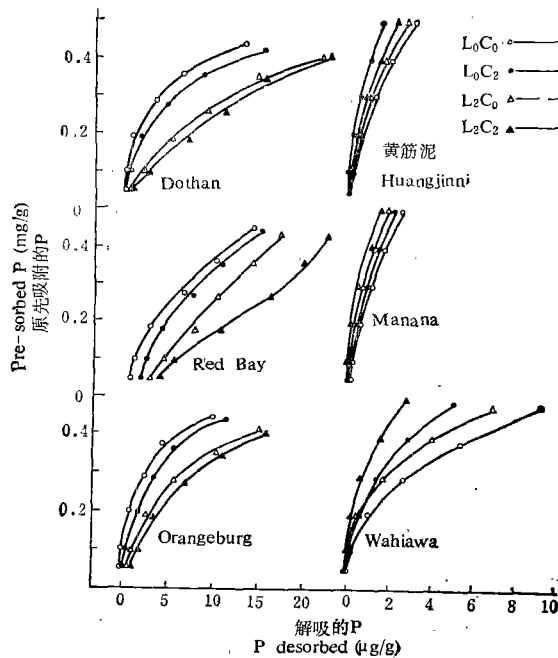 Pre-sorbed P (mg/g)
原先吸附的P
0.4
0.2
0
0.4
0.2
0
0.4
0.2
Dothan
黄筋泥
Huangjinni
Red Bay
Manana
Orangeburg
Wahiawa
L₀C₀
L₀C₂
L₂C₀
L₂C₂
0 5 10 15 20 0 2 4 6 8 10
解吸的P
P desorbed (μg/g)